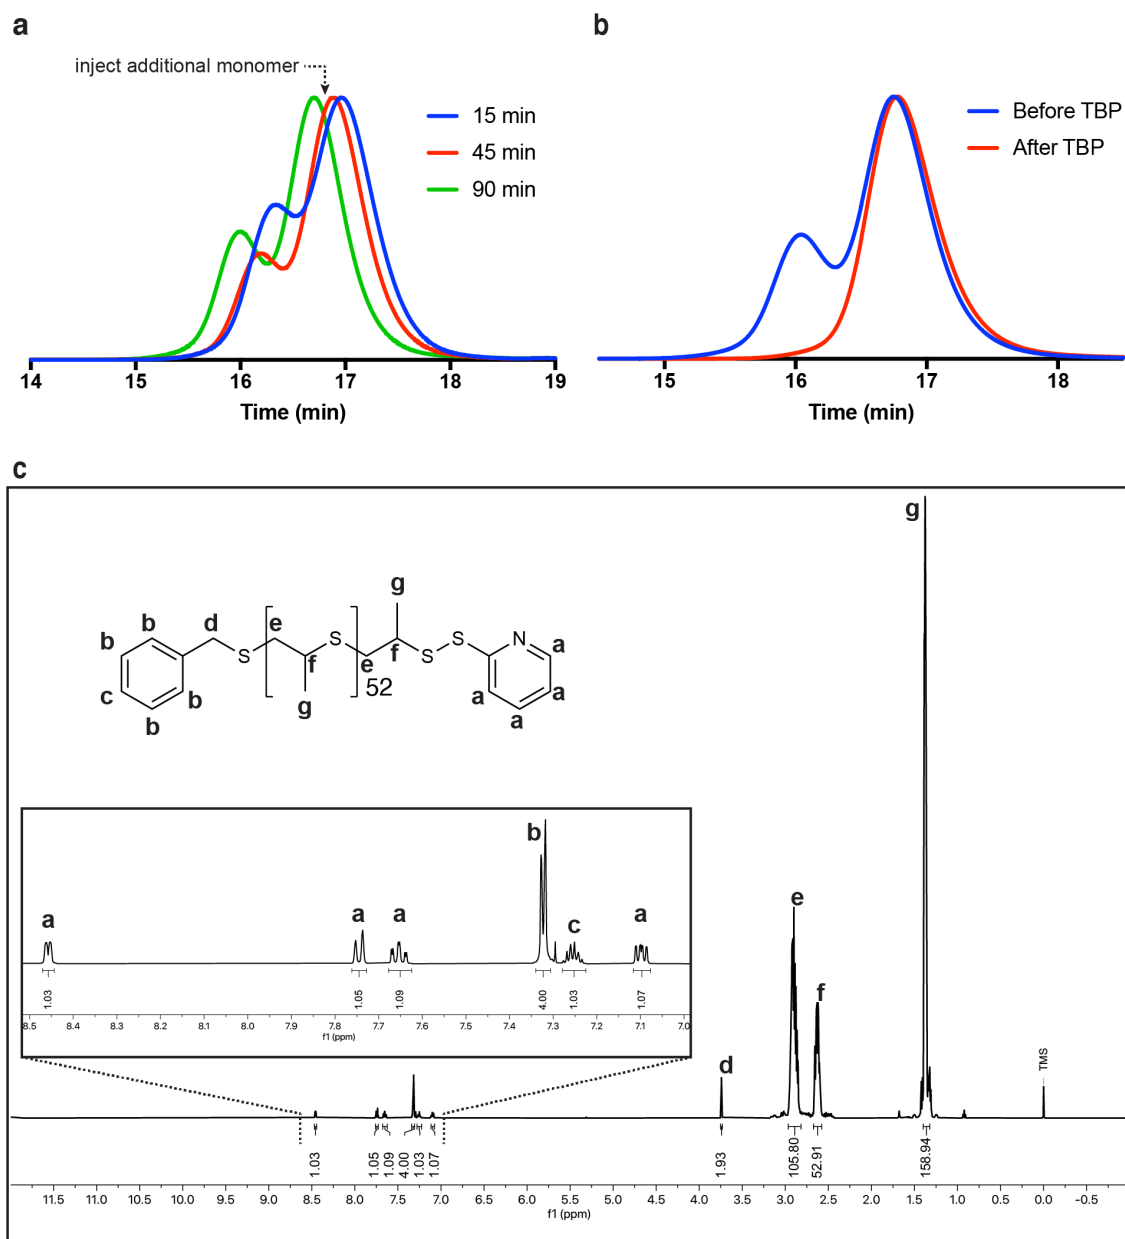 a
inject additional monomer
15 min
45 min
90 min
14 15 16 17 18 19
Time (min)
b
Before TBP
After TBP
15 16 17 18
Time (min)
c
g
g
b d e S S N a
b b S f e f S
c b 52 a a
b g a
b
a a a c a
1.03 1.05 1.09 4.00 1.03 1.07
8.5 8.4 8.3 8.2 8.1 8.0 7.9 7.8 7.7 7.6 7.5 7.4 7.3 7.2 7.1 7.0
f1 (ppm)
e
f
d
TMS
1.03 1.05 1.09 4.00 1.03 1.07 1.93 105.80 52.91 158.94
11.5 11.0 10.5 10.0 9.5 9.0 8.5 8.0 7.5 7.0 6.5 6.0 5.5 5.0 4.5 4.0 3.5 3.0 2.5 2.0 1.5 1.0 0.5 0.0 -0.5
f1 (ppm)